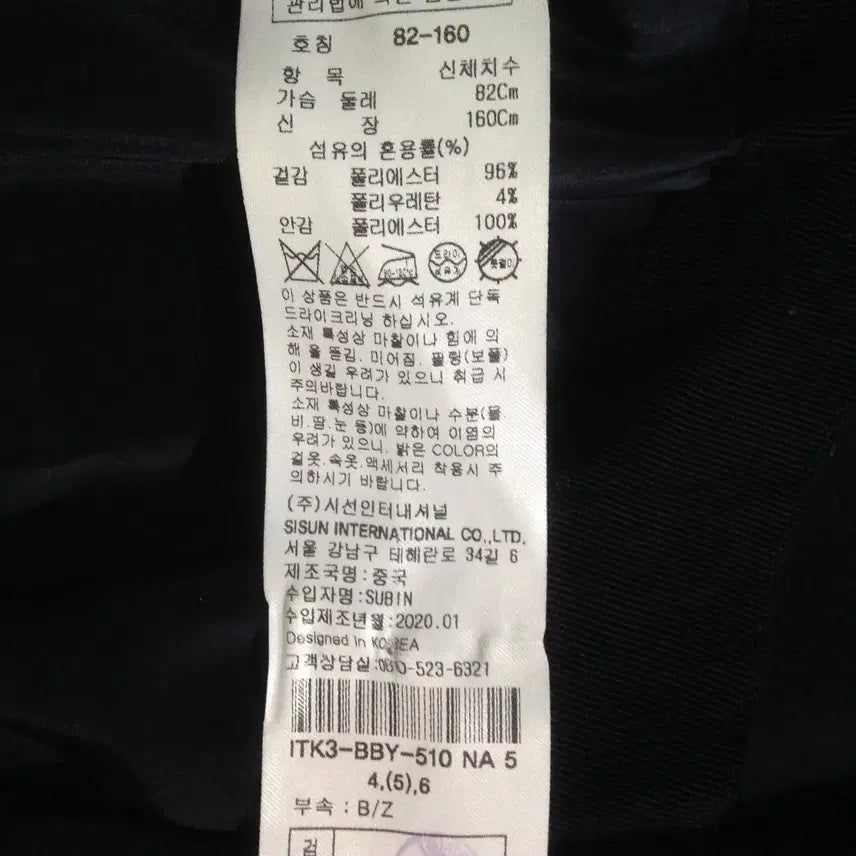 관리법에
호칭 82-160
항 목 신체치수
가슴 둘레 82Cm
신 장 160Cm
섬유의 혼용률(%)
겉감 폴리에스터 96%
폴리우레탄 4%
안감 폴리에스터 100%
드라이
옷걸이
이 상품은 반드시 석유계 단독
드라이크리닝 하십시오.
소재 특성상 마찰이나 힘에 의
해 올 뜯김. 미어짐. 필링(보풀)
이 생길 우려가 있으니 취급 시
주의바랍니다.
소재 특성상 마찰이나 수분(물.
비.땀.눈 등)에 약하여 이염의
우려가 있으니. 밝은 COLOR의
겉옷.속옷.액세서리 착용시 주
의하시기 바랍니다.
(주)시선인터내셔널
SISUN INTERNATIONAL CO.,LTD.
서울 강남구 테헤란로 34길 6
제조국명:중국
수입자명:SUBIN
수입제조년월:2020.01
Designed in KOREA
고객상담실:080-523-6321
ITK3-BBY-510 NA 5
4,(5),6
부속 : B/Z
검